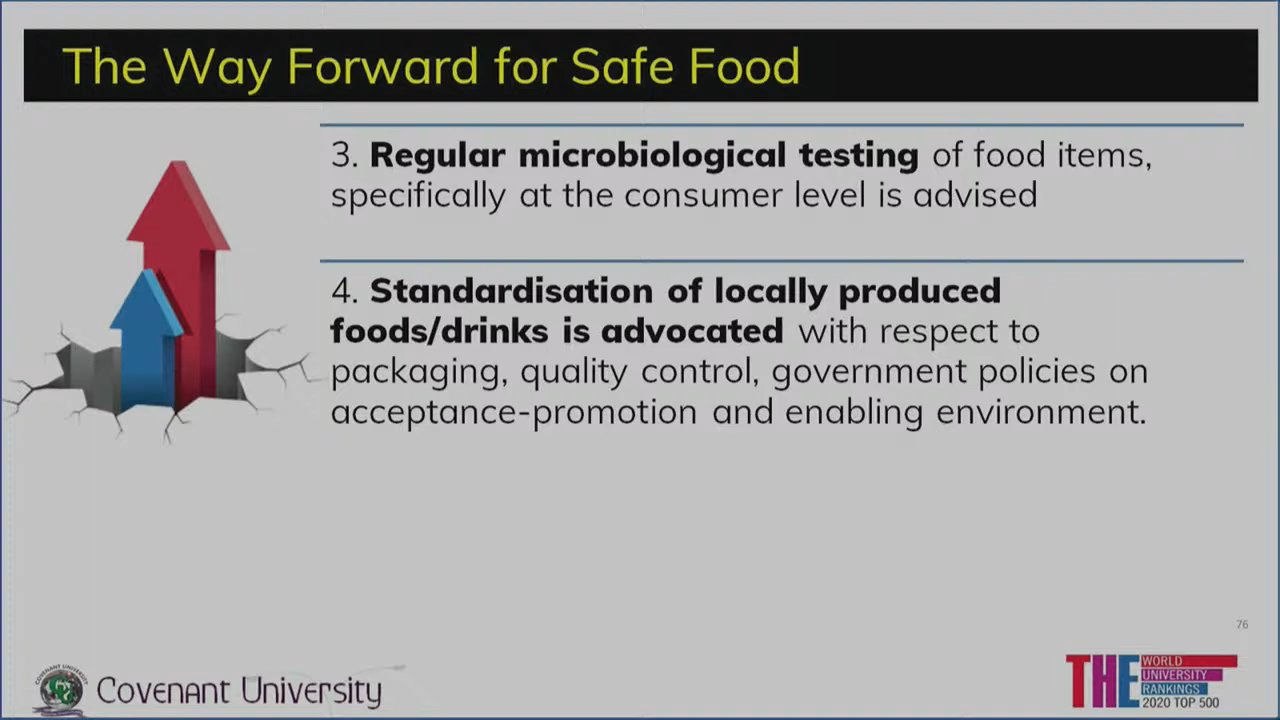 The Way Forward for Safe Food
3. Regular microbiological testing of food items,
specifically at the consumer level is advised
4. Standardisation of locally produced
foods/drinks is advocated with respect to
packaging, quality control, government policies on
acceptance-promotion and enabling environment.
76
COVENANT UNIVERSITY
Covenant University
THE WORLD
UNIVERSITY
RANKINGS
2020 TOP 500